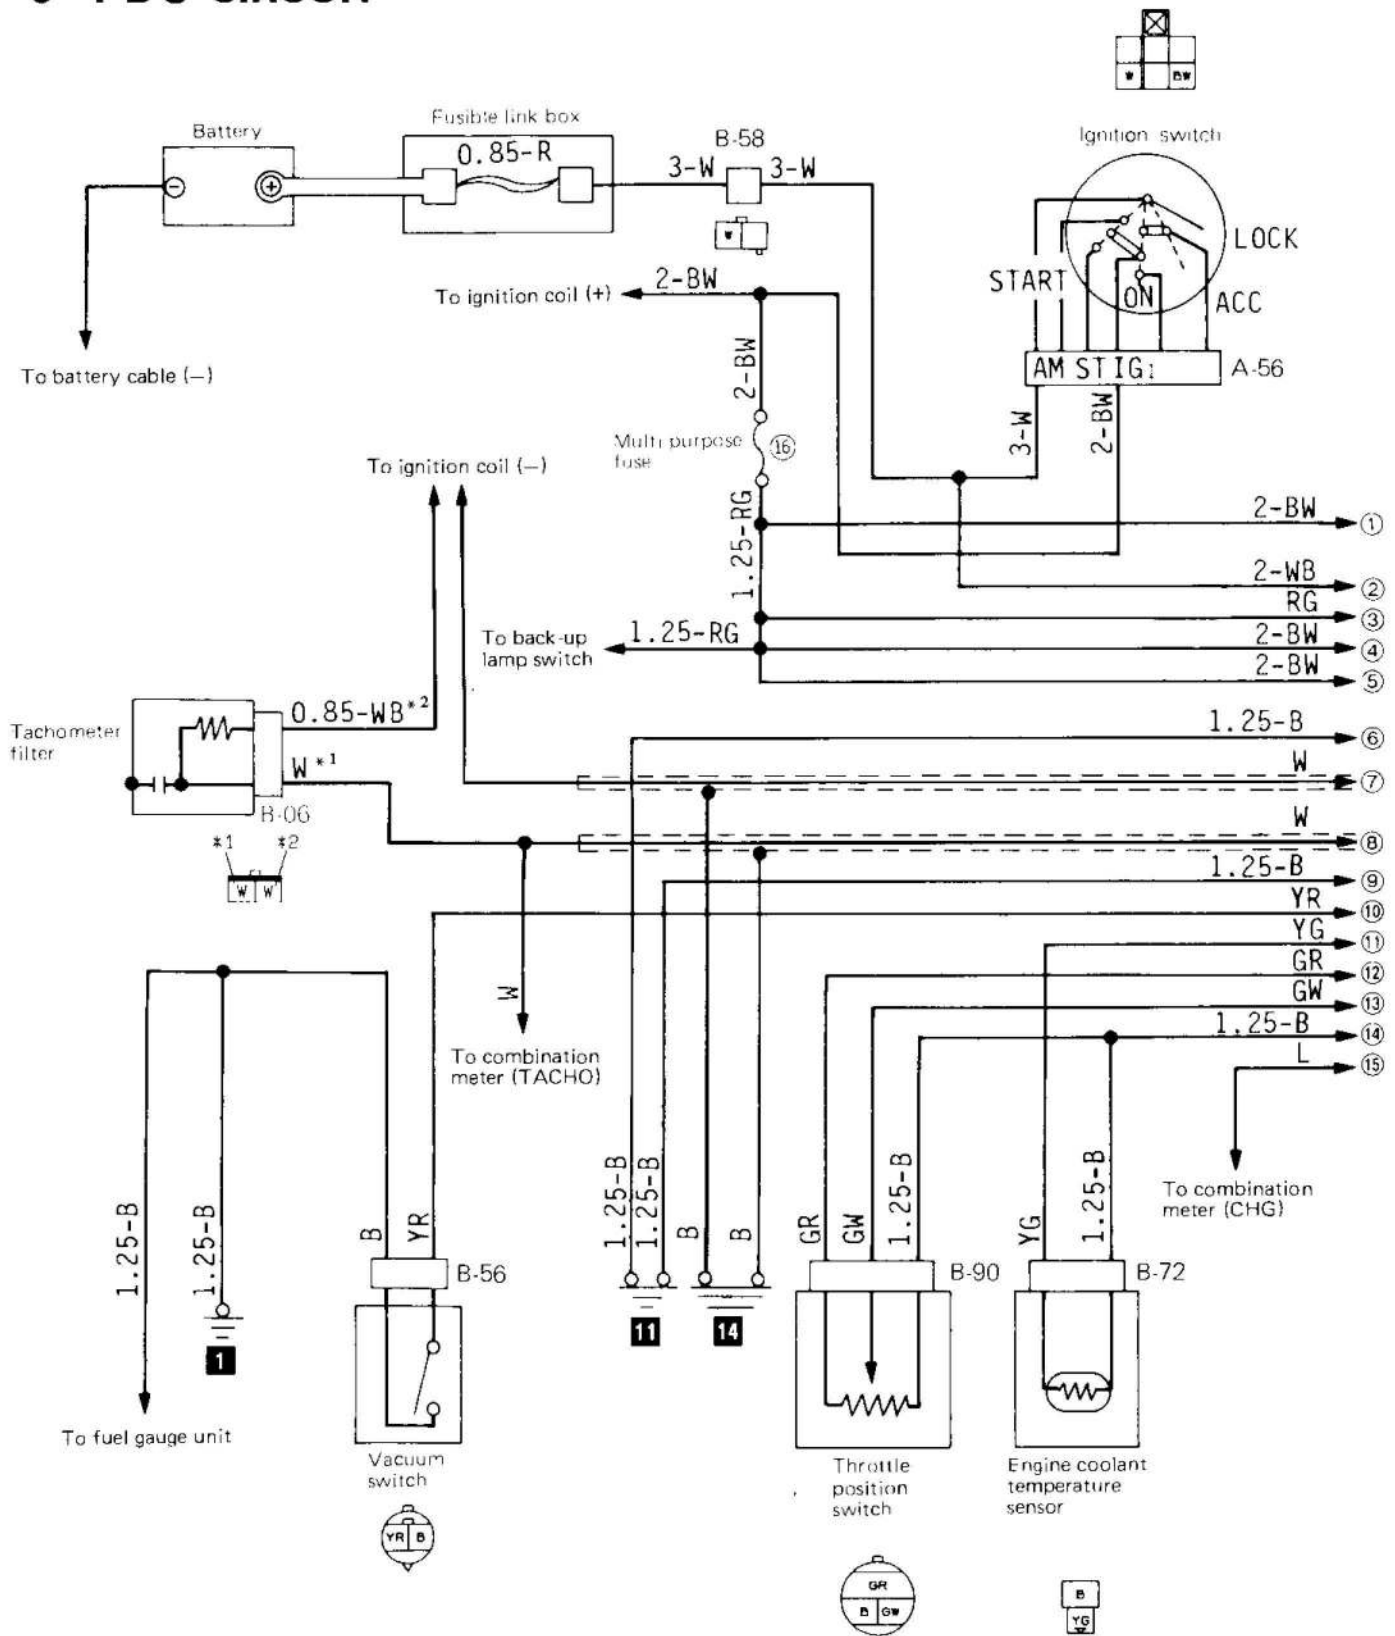 CIRCUIT
W
BW
Battery
Fusible link box
0.85-R
B-58
3-W
3-W
Ignition switch
W
LOCK
START
ON
ACC
2-BW
To ignition coil (+)
AM ST IG₁
A-56
To battery cable (−)
2-BW
3-W
2-BW
Multi purpose
fuse
16
To ignition coil (−)
1.25-RG
2-BW
1
2-WB
2
RG
3
To back-up
lamp switch
1.25-RG
2-BW
4
2-BW
5
Tachometer
filter
0.85-WB*2
W*1
B-06
*1
*2
W
W
1.25-B
6
W
7
W
8
1.25-B
9
YR
10
YG
11
GR
12
GW
13
1.25-B
14
L
15
W
To combination
meter (TACHO)
To combination
meter (CHG)
1.25-B
1.25-B
B
YR
1.25-B
1.25-B
B
B
GR
GW
1.25-B
YG
1.25-B
B-56
B-90
B-72
1
11
14
To fuel gauge unit
Vacuum
switch
Throttle
position
switch
Engine coolant
temperature
sensor
YR
B
GR
B
GW
B
YG